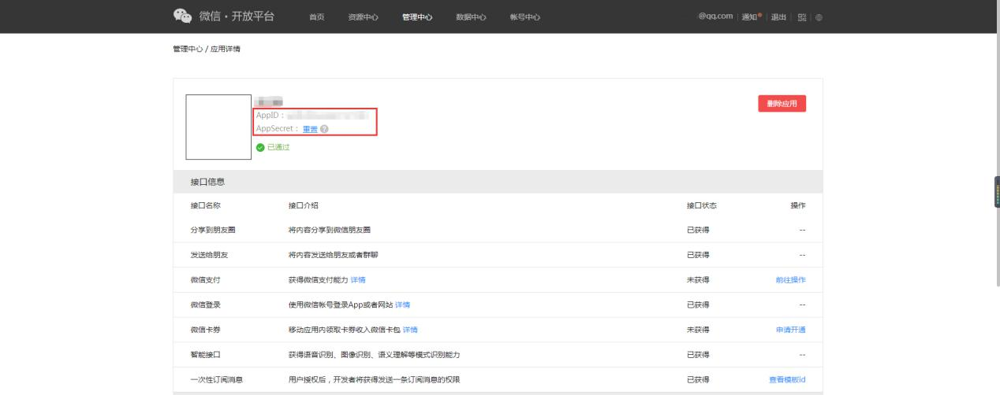 微信·开放平台 首页 资源中心 管理中心 数据中心 帐号中心 @qq.com 通知 退出
管理中心 / 应用详情
删除应用
AppID：
AppSecret： 重置 ?
已通过
接口信息
接口名称 接口介绍 接口状态 操作
分享到朋友圈 将内容分享到微信朋友圈 已获得 --
发送给朋友 将内容发送给朋友或者群聊 已获得 --
微信支付 获得微信支付能力 详情 未获得 前往操作
微信登录 使用微信帐号登录App或者网站 详情 已获得 --
微信卡券 移动应用内领取卡券收入微信卡包 详情 未获得 申请开通
智能接口 获得语音识别、图像识别、语义理解等模式识别能力 已获得 --
一次性订阅消息 用户授权后，开发者将获得发送一条订阅消息的权限 已获得 查看模板id